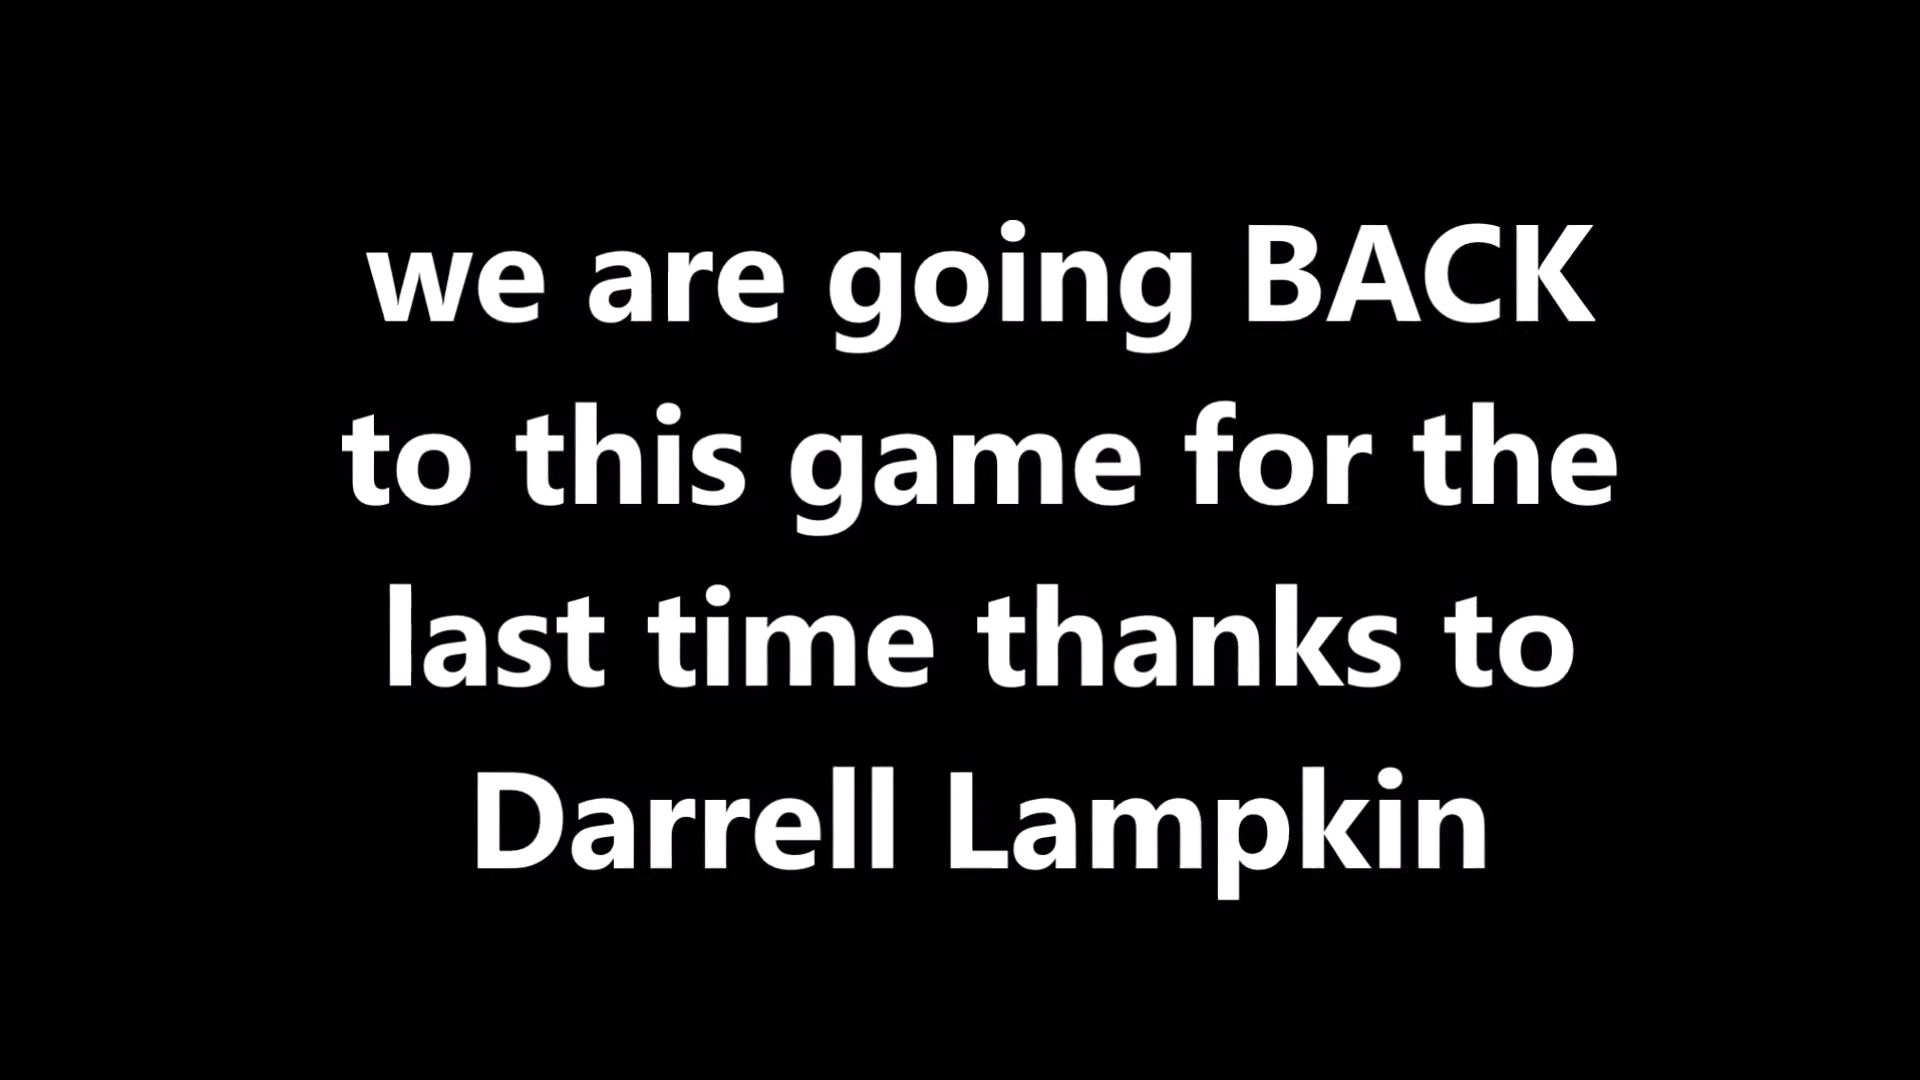 we are going BACK
to this game for the
last time thanks to
Darrell Lampkin